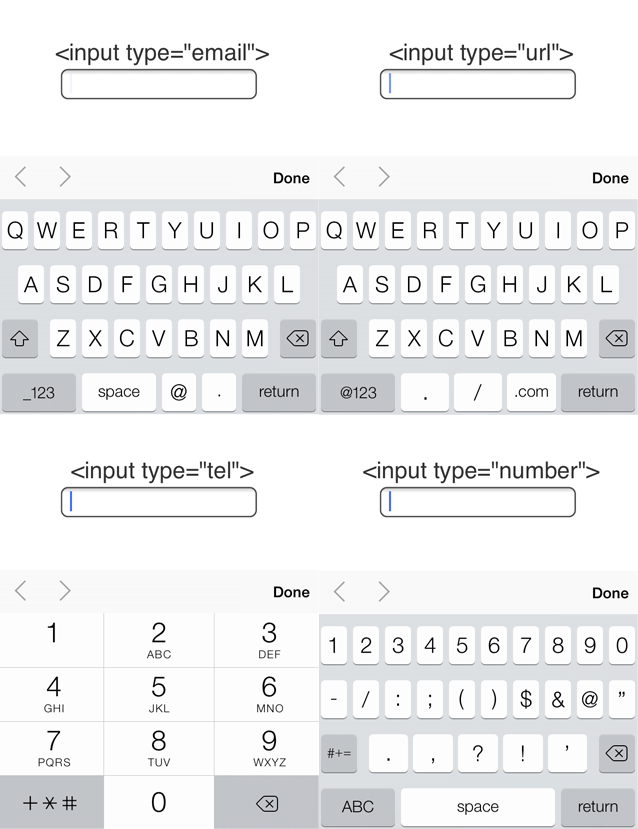 <input type="email">
Done
Q W E R T Y U I O P
A S D F G H J K L
Z X C V B N M
_123 space @ . return
<input type="url">
Done
Q W E R T Y U I O P
A S D F G H J K L
Z X C V B N M
@123 . / .com return
<input type="tel">
Done
1 2 3
ABC DEF
4 5 6
GHI JKL MNO
7 8 9
PQRS TUV WXYZ
+*# 0
<input type="number">
Done
1 2 3 4 5 6 7 8 9 0
- / : ; ( ) $ & @ ”
#+= . , ? ! ’
ABC space return